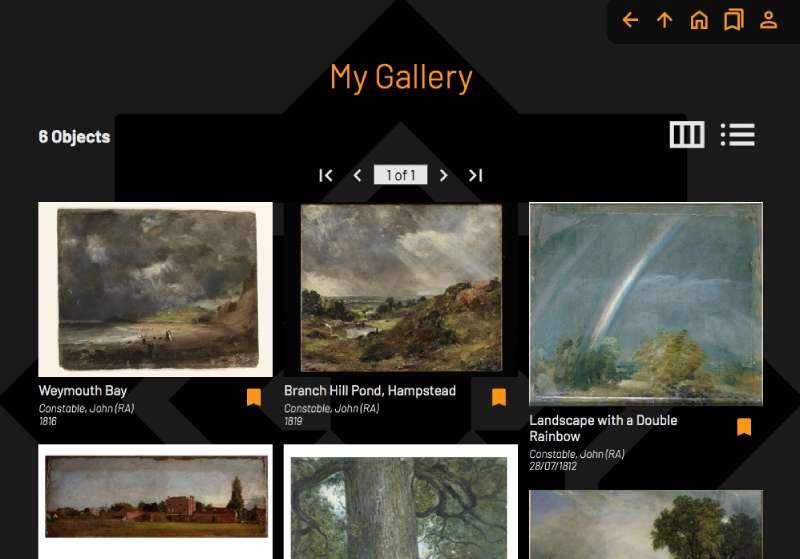 My Gallery
6 Objects
1 of 1
Weymouth Bay
Constable, John (RA)
1816
Branch Hill Pond, Hampstead
Constable, John (RA)
1819
Landscape with a Double
Rainbow
Constable, John (RA)
28/07/1812